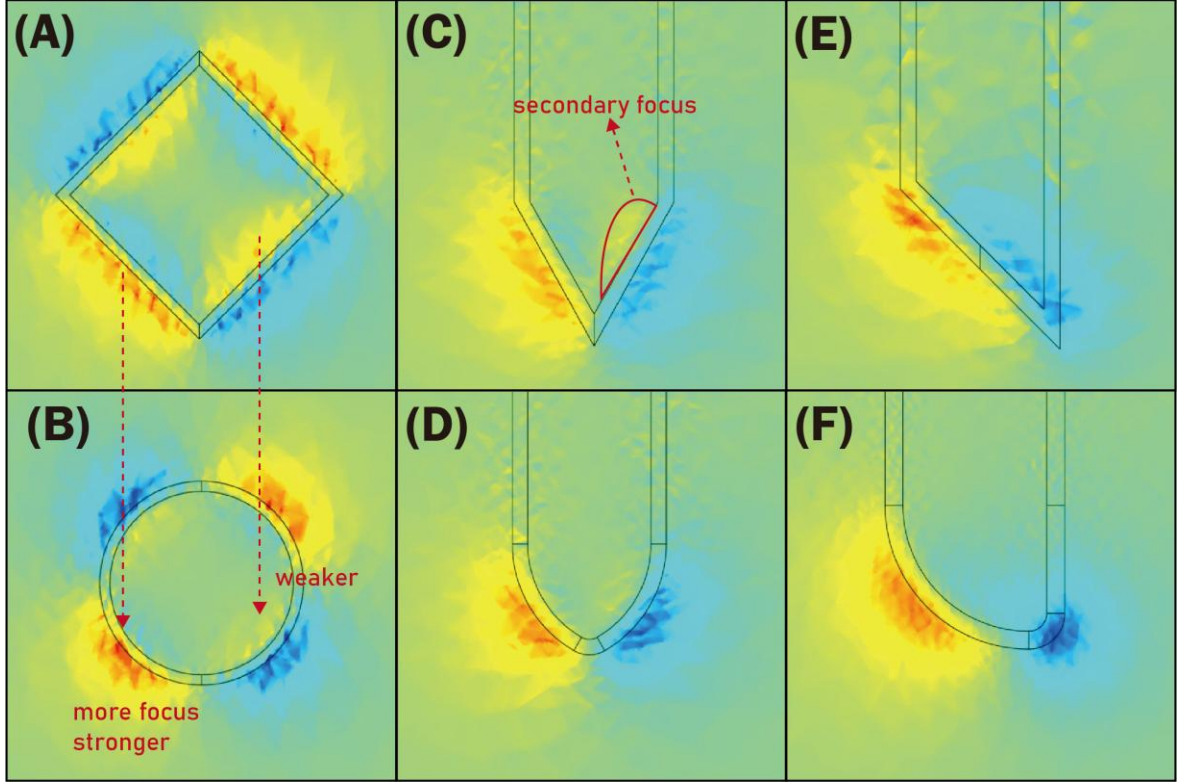 (A)
(C)
(E)
secondary focus
(B)
(D)
(F)
weaker
more focus
stronger